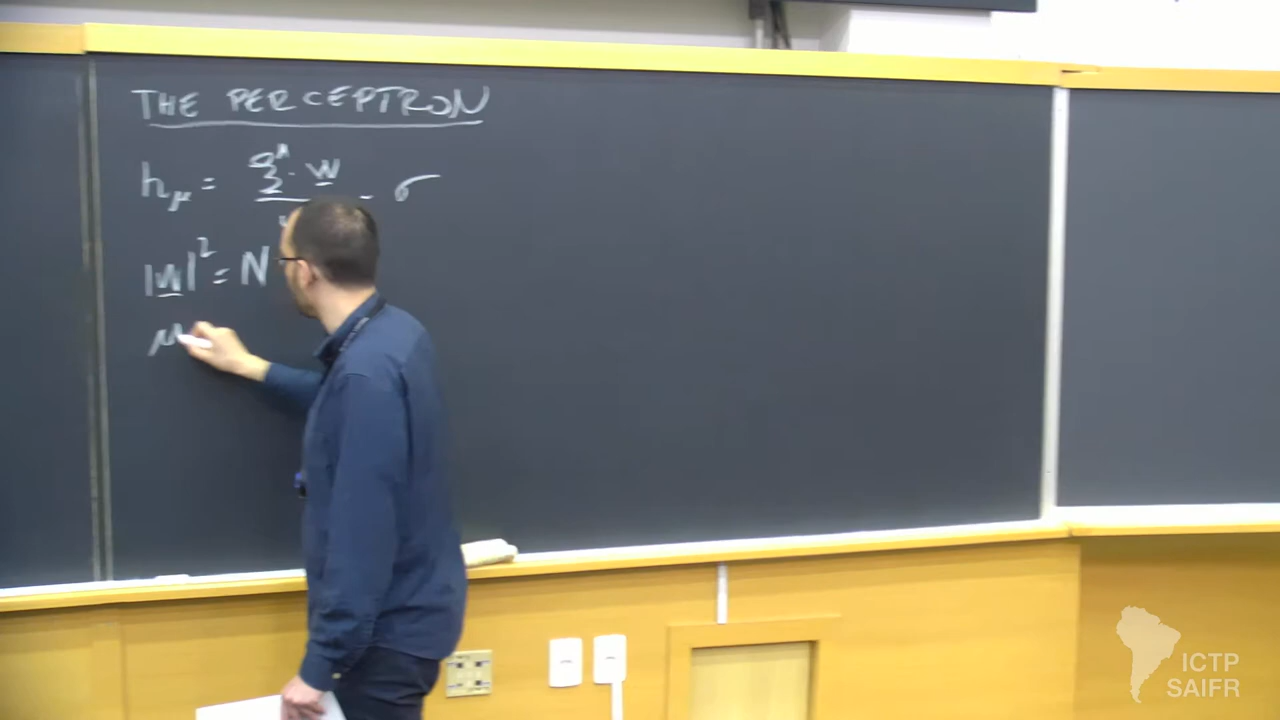 THE PERCEPTRON
h_μ = ξ^μ · w / - σ
|w|² = N
μ
ICTP
SAIFR